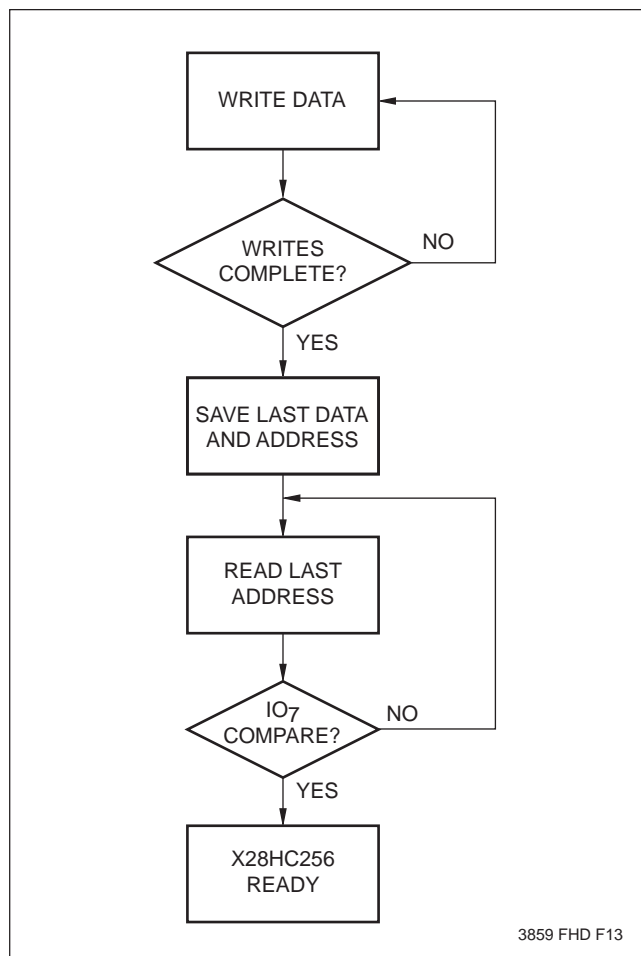 WRITE DATA
WRITES
COMPLETE?
NO
YES
SAVE LAST DATA
AND ADDRESS
READ LAST
ADDRESS
IO7
COMPARE?
NO
YES
X28HC256
READY
3859 FHD F13